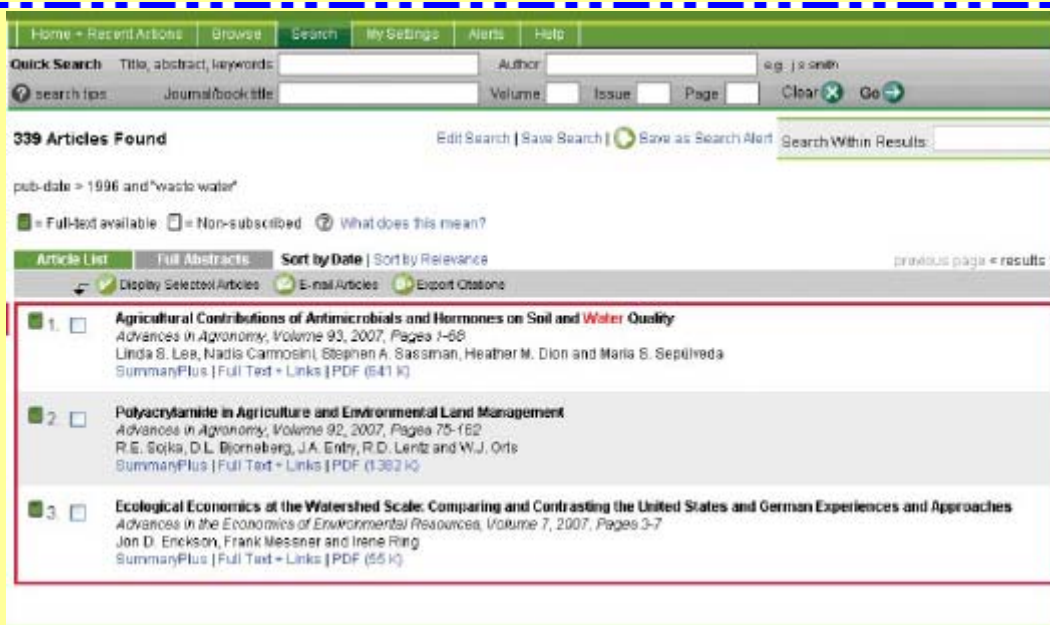 Home + Recent Actions Browse Search My Settings Alerts Help
Quick Search Title, abstract, keywords Author e.g. j s smith
search tips Journal/book title Volume Issue Page Clear Go
339 Articles Found Edit Search | Save Search | Save as Search Alert Search Within Results:
pub-date > 1996 and "waste water"
= Full-text available = Non-subscribed What does this mean?
Article List Full Abstracts Sort by Date | Sort by Relevance previous page < results
Display Selected Articles E-mail Articles Export Citations
1. Agricultural Contributions of Antimicrobials and Hormones on Soil and Water Quality
Advances in Agronomy, Volume 93, 2007, Pages 1-68
Linda S. Lee, Nadia Carmosini, Stephen A. Sassman, Heather M. Dion and Maria S. Sepúlveda
SummaryPlus | Full Text + Links | PDF (641 K)
2. Polyacrylamide in Agriculture and Environmental Land Management
Advances in Agronomy, Volume 92, 2007, Pages 75-162
R.E. Sojka, D.L. Bjorneberg, J.A. Entry, R.D. Lentz and W.J. Orts
SummaryPlus | Full Text + Links | PDF (1382 K)
3. Ecological Economics at the Watershed Scale: Comparing and Contrasting the United States and German Experiences and Approaches
Advances in the Economics of Environmental Resources, Volume 7, 2007, Pages 3-7
Jon D. Erickson, Frank Messner and Irene Ring
SummaryPlus | Full Text + Links | PDF (55 K)